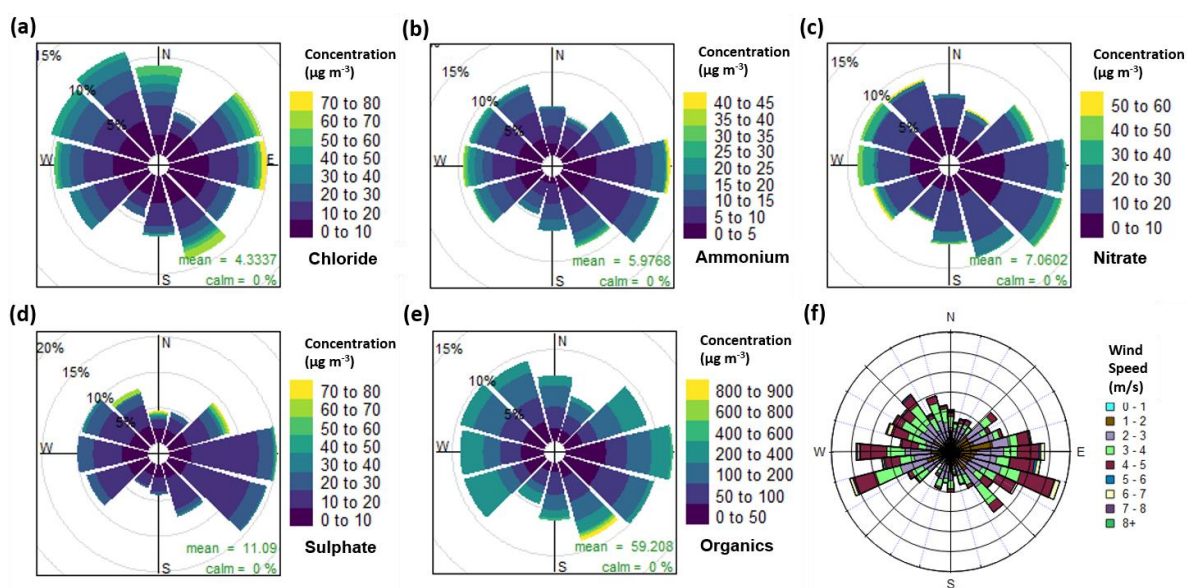 (a)
15%
10%
5%
N
W
E
S
mean = 4.3337
calm = 0 %
Concentration
(µg m⁻³)
70 to 80
60 to 70
50 to 60
40 to 50
30 to 40
20 to 30
10 to 20
0 to 10
Chloride
(b)
15%
10%
5%
N
W
S
mean = 5.9768
calm = 0 %
Concentration
(µg m⁻³)
40 to 45
35 to 40
30 to 35
25 to 30
20 to 25
15 to 20
10 to 15
5 to 10
0 to 5
Ammonium
(c)
15%
10%
5%
N
W
S
mean = 7.0602
calm = 0 %
Concentration
(µg m⁻³)
50 to 60
40 to 50
30 to 40
20 to 30
10 to 20
0 to 10
Nitrate
(d)
20%
15%
10%
5%
N
W
S
mean = 11.09
calm = 0 %
Concentration
(µg m⁻³)
70 to 80
60 to 70
50 to 60
40 to 50
30 to 40
20 to 30
10 to 20
0 to 10
Sulphate
(e)
15%
10%
5%
N
W
S
mean = 59.208
calm = 0 %
Concentration
(µg m⁻³)
800 to 900
600 to 800
400 to 600
200 to 400
100 to 200
50 to 100
0 to 50
Organics
(f)
N
W
E
S
Wind
Speed
(m/s)
0 - 1
1 - 2
2 - 3
3 - 4
4 - 5
5 - 6
6 - 7
7 - 8
8+